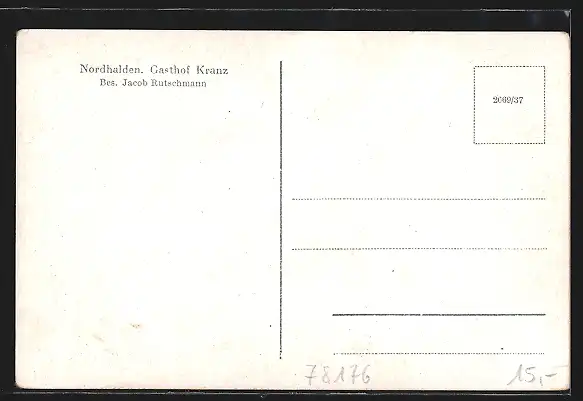 Nordhalden. Gasthof Kranz
Bes. Jacob Rutschmann
2069/37
78176
15,-